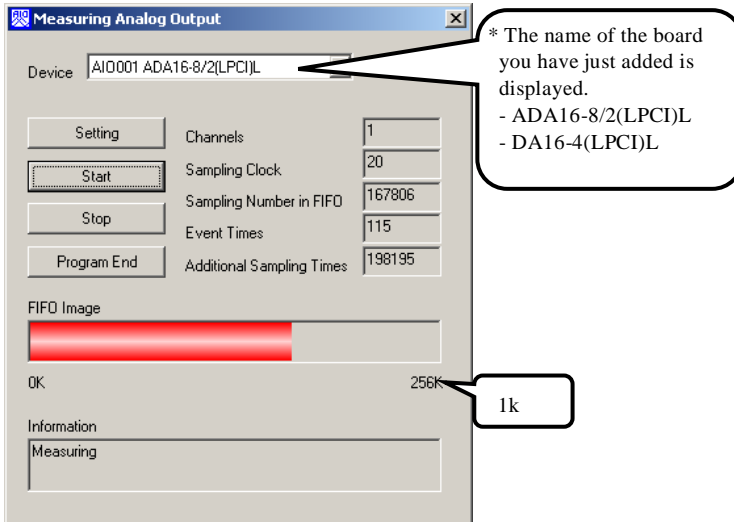 Measuring Analog Output
Device AIO001 ADA16-8/2(LPCI)L
* The name of the board
you have just added is
displayed.
- ADA16-8/2(LPCI)L
- DA16-4(LPCI)L
Setting
Start
Stop
Program End
Channels 1
Sampling Clock 20
Sampling Number in FIFO 167806
Event Times 115
Additional Sampling Times 198195
FIFO Image
0K 256K
1k
Information
Measuring